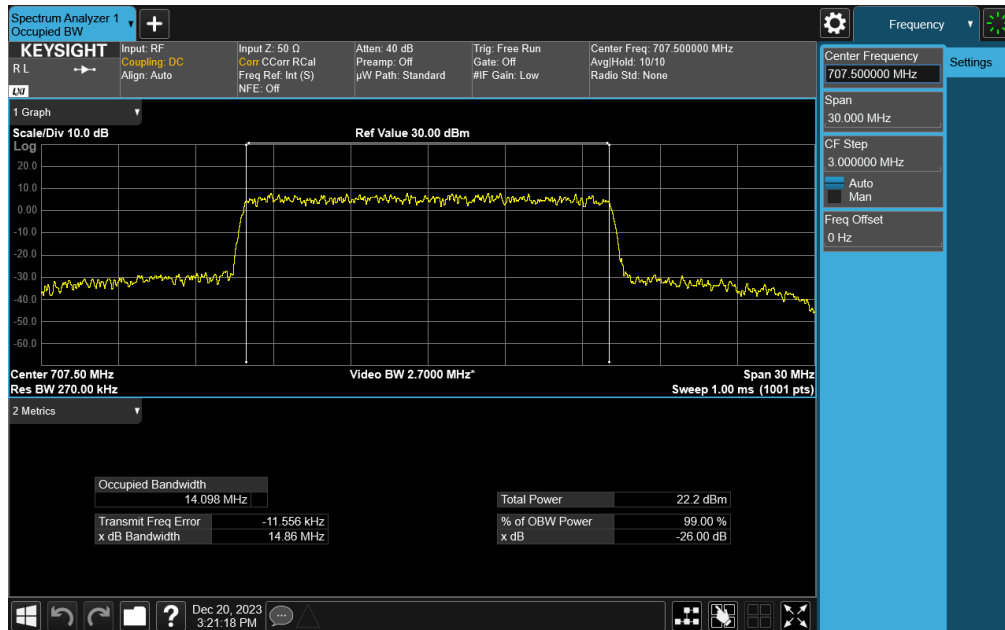 Spectrum Analyzer 1
Occupied BW
Frequency
KEYSIGHT
R L
LXI
Input: RF
Coupling: DC
Align: Auto
Input Z: 50 Ω
Corr CCorr RCal
Freq Ref: Int (S)
NFE: Off
Atten: 40 dB
Preamp: Off
µW Path: Standard
Trig: Free Run
Gate: Off
#IF Gain: Low
Center Freq: 707.500000 MHz
Avg|Hold: 10/10
Radio Std: None
Center Frequency
707.500000 MHz
Settings
Span
30.000 MHz
CF Step
3.000000 MHz
Auto
Man
Freq Offset
0 Hz
1 Graph
Scale/Div 10.0 dB
Ref Value 30.00 dBm
Log
20.0
10.0
0.00
-10.0
-20.0
-30.0
-40.0
-50.0
-60.0
Center 707.50 MHz
Video BW 2.7000 MHz*
Span 30 MHz
Res BW 270.00 kHz
Sweep 1.00 ms (1001 pts)
2 Metrics
Occupied Bandwidth
14.098 MHz
Total Power 22.2 dBm
Transmit Freq Error -11.556 kHz
% of OBW Power 99.00 %
x dB Bandwidth 14.86 MHz
x dB -26.00 dB
?
Dec 20, 2023
3:21:18 PM